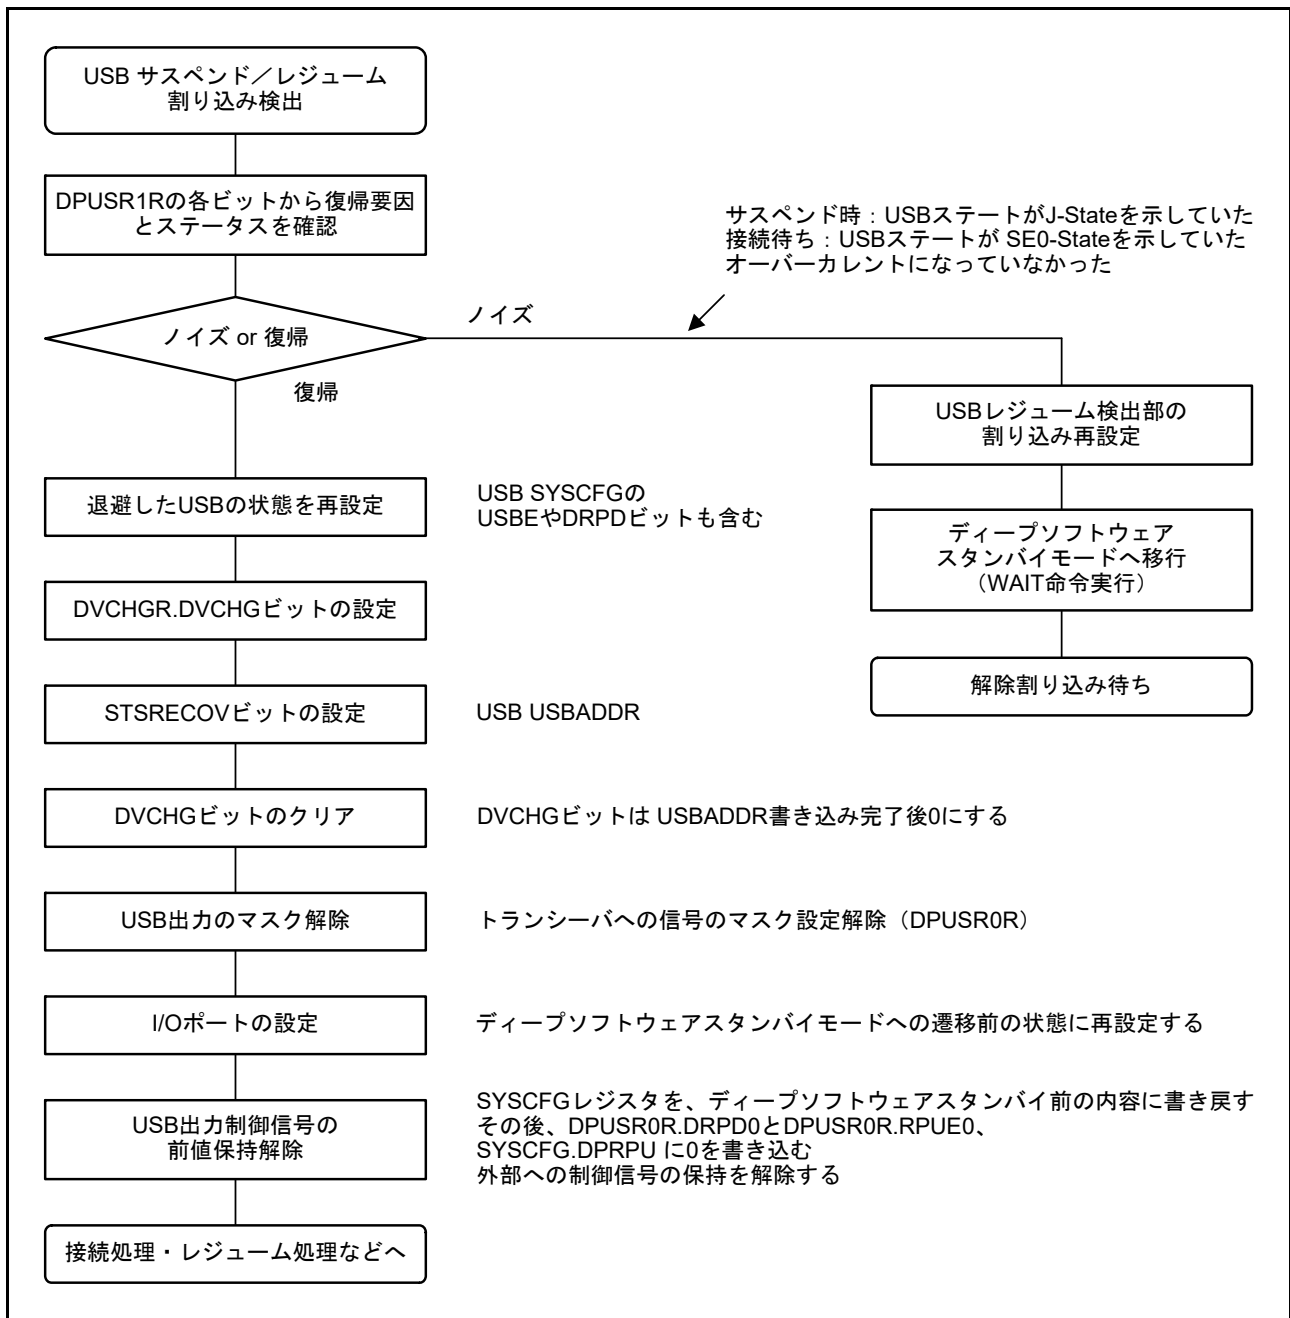 USB サスペンド／レジューム
割り込み検出
DPUSR1Rの各ビットから復帰要因
とステータスを確認
サスペンド時：USBステートがJ-Stateを示していた
接続待ち：USBステートが SE0-Stateを示していた
オーバーカレントになっていなかった
ノイズ or 復帰
ノイズ
復帰
USBレジューム検出部の
割り込み再設定
ディープソフトウェア
スタンバイモードへ移行
（WAIT命令実行）
解除割り込み待ち
退避したUSBの状態を再設定
USB SYSCFGの
USBEやDRPDビットも含む
DVCHGR.DVCHGビットの設定
STSRECOVビットの設定
USB USBADDR
DVCHGビットのクリア
DVCHGビットは USBADDR書き込み完了後0にする
USB出力のマスク解除
トランシーバへの信号のマスク設定解除（DPUSR0R）
I/Oポートの設定
ディープソフトウェアスタンバイモードへの遷移前の状態に再設定する
USB出力制御信号の
前値保持解除
SYSCFGレジスタを、ディープソフトウェアスタンバイ前の内容に書き戻す
その後、DPUSR0R.DRPD0とDPUSR0R.RPUE0、
SYSCFG.DPRPU に0を書き込む
外部への制御信号の保持を解除する
接続処理・レジューム処理などへ